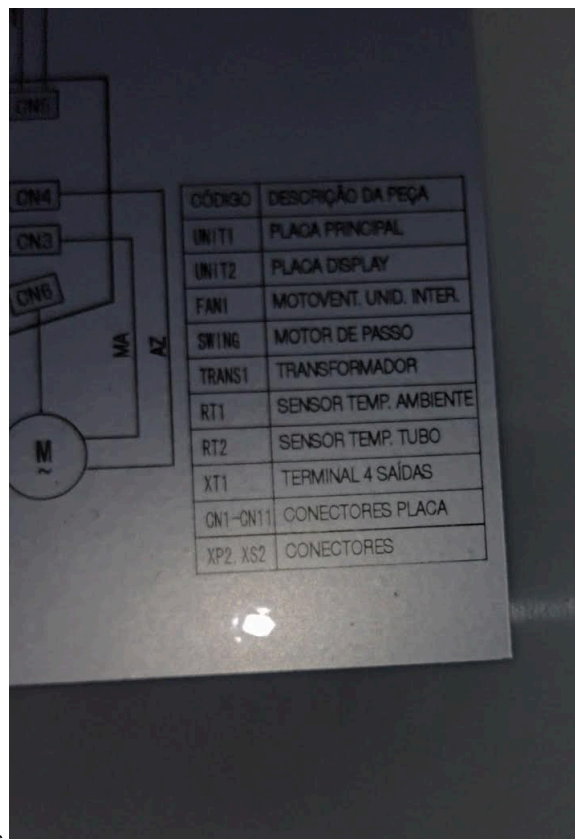 CN5
CN4
CN3
CN6
MA
AZ
M
~
CÓDIGO DESCRIÇÃO DA PEÇA
UNIT1 PLACA PRINCIPAL
UNIT2 PLACA DISPLAY
FAN1 MOTOVENT. UNID. INTER.
SWING MOTOR DE PASSO
TRANS1 TRANSFORMADOR
RT1 SENSOR TEMP. AMBIENTE
RT2 SENSOR TEMP. TUBO
XT1 TERMINAL 4 SAÍDAS
CN1-CN11 CONECTORES PLACA
XP2, XS2 CONECTORES